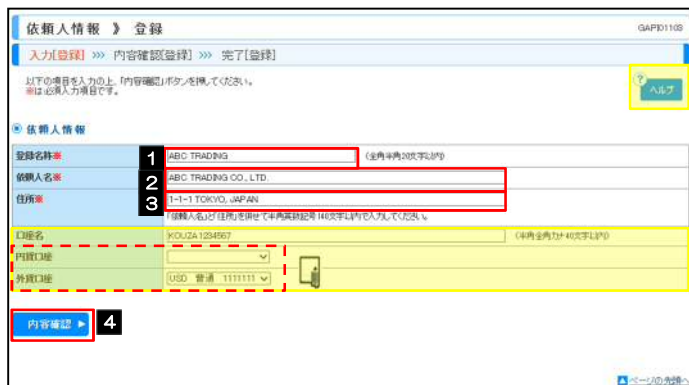 依頼人情報 》 登録
GAPID1103
入力[登録] >>> 内容確認[登録] >>> 完了[登録]
以下の項目を入力の上、「内容確認」ボタンを押してください。
※は必須入力項目です。
?
ヘルプ
依頼人情報
登録名称※ 1 ABC TRADING (全角半角20文字以内)
依頼人名※ 2 ABC TRADING CO., LTD.
住所※ 3 1-1-1 TOKYO, JAPAN
「依頼人名」と「住所」を併せて半角英数記号140文字以内で入力してください。
口座名 KOUZA1234567 (半角全角カナ40文字以内)
円貨口座
外貨口座 USD 普通 1111111
内容確認 4
ページの先頭へ